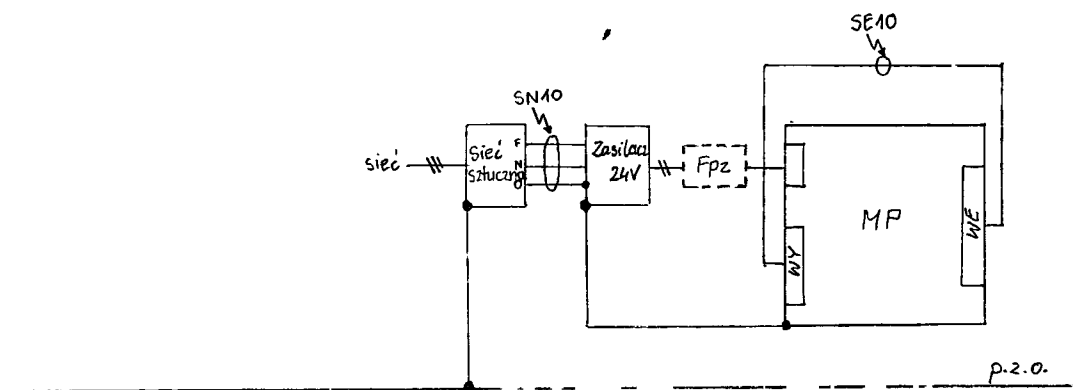 SE10
SN10
sieć
Sieć
sztuczna
F
N
Zasilacz
24V
Fpz
WY
MP
WE
p.z.o.